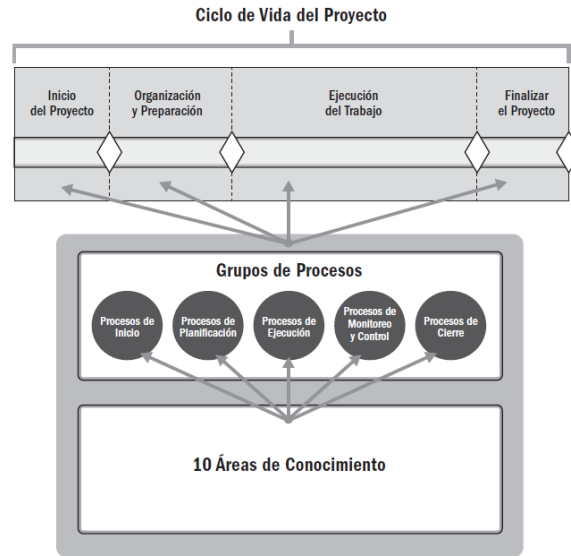 Ciclo de Vida del Proyecto
Inicio
del Proyecto
Organización
y Preparación
Ejecución
del Trabajo
Finalizar
el Proyecto
Grupos de Procesos
Procesos de
Inicio
Procesos de
Planificación
Procesos de
Ejecución
Procesos de
Monitoreo
y Control
Procesos de
Cierre
10 Áreas de Conocimiento